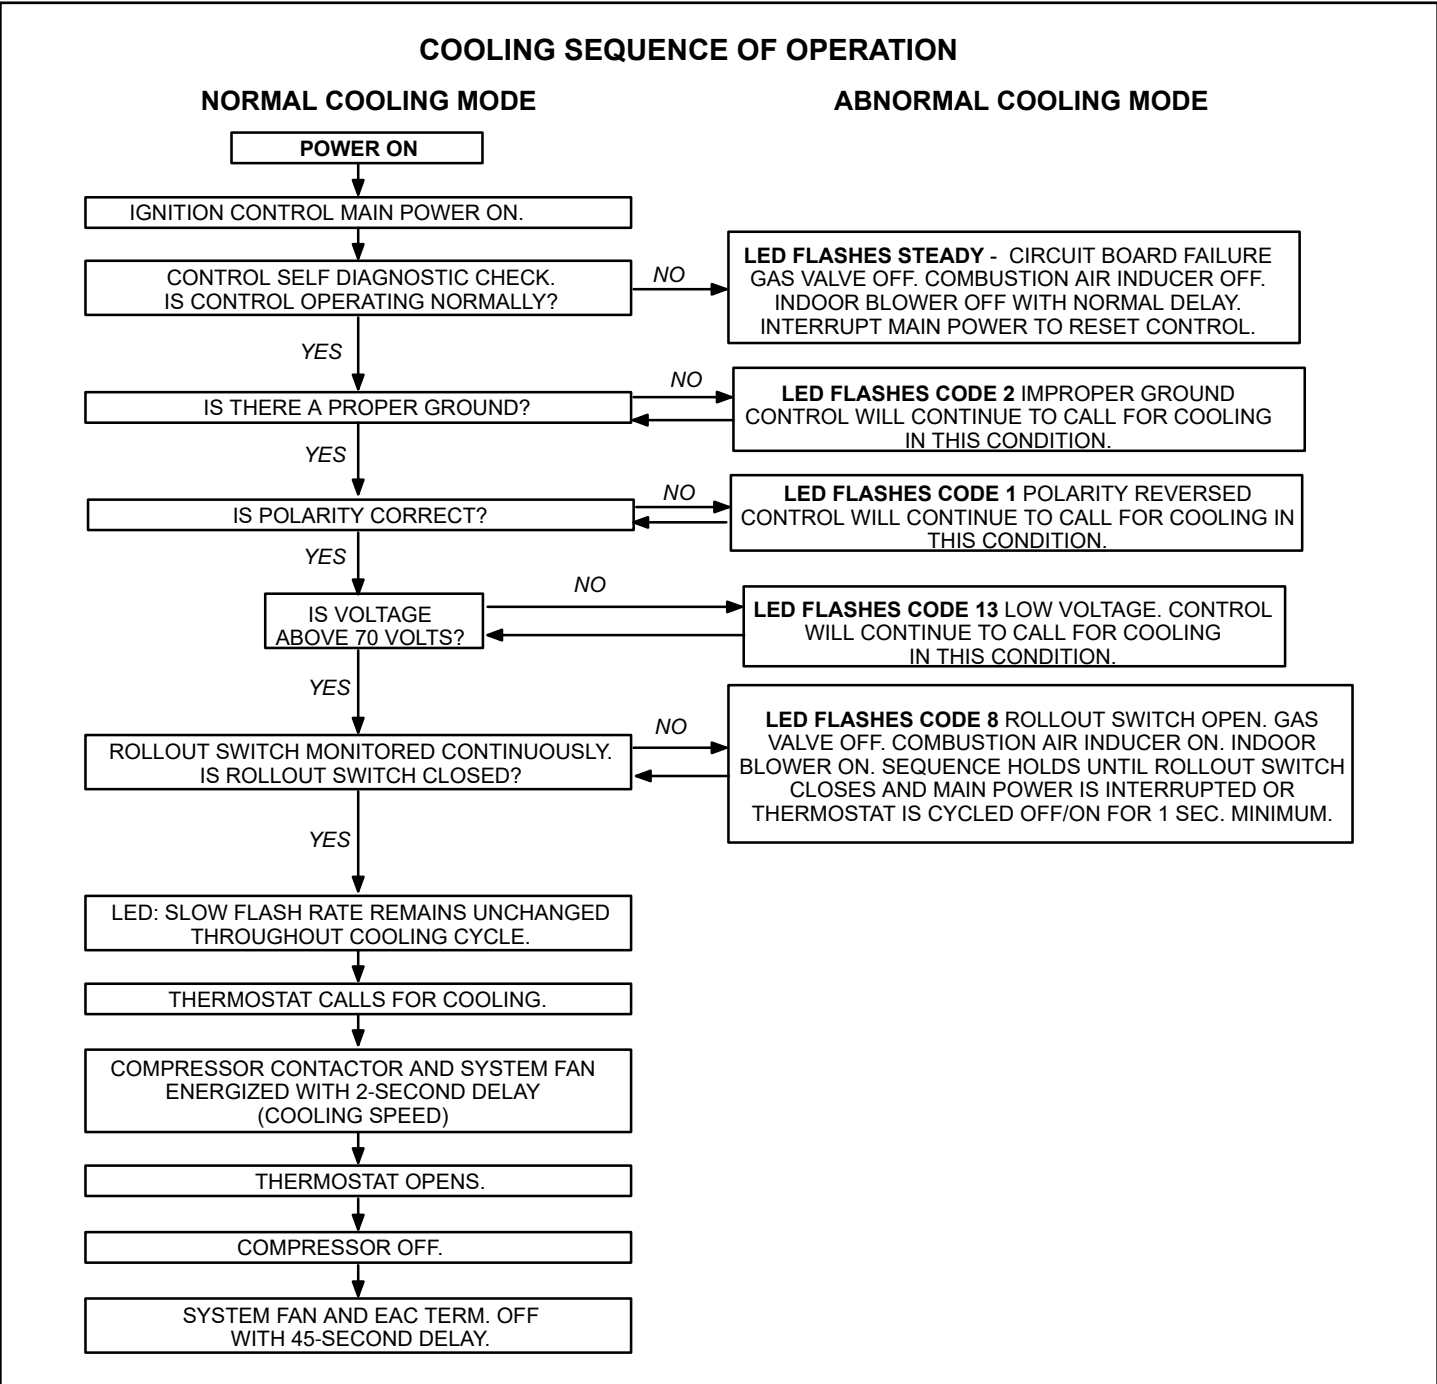 COOLING SEQUENCE OF OPERATION
NORMAL COOLING MODE
ABNORMAL COOLING MODE
POWER ON
IGNITION CONTROL MAIN POWER ON.
CONTROL SELF DIAGNOSTIC CHECK.
IS CONTROL OPERATING NORMALLY?
NO
LED FLASHES STEADY - CIRCUIT BOARD FAILURE
GAS VALVE OFF. COMBUSTION AIR INDUCER OFF.
INDOOR BLOWER OFF WITH NORMAL DELAY.
INTERRUPT MAIN POWER TO RESET CONTROL.
YES
IS THERE A PROPER GROUND?
NO
LED FLASHES CODE 2 IMPROPER GROUND
CONTROL WILL CONTINUE TO CALL FOR COOLING
IN THIS CONDITION.
YES
IS POLARITY CORRECT?
NO
LED FLASHES CODE 1 POLARITY REVERSED
CONTROL WILL CONTINUE TO CALL FOR COOLING IN
THIS CONDITION.
YES
IS VOLTAGE
ABOVE 70 VOLTS?
NO
LED FLASHES CODE 13 LOW VOLTAGE. CONTROL
WILL CONTINUE TO CALL FOR COOLING
IN THIS CONDITION.
YES
ROLLOUT SWITCH MONITORED CONTINUOUSLY.
IS ROLLOUT SWITCH CLOSED?
NO
LED FLASHES CODE 8 ROLLOUT SWITCH OPEN. GAS
VALVE OFF. COMBUSTION AIR INDUCER ON. INDOOR
BLOWER ON. SEQUENCE HOLDS UNTIL ROLLOUT SWITCH
CLOSES AND MAIN POWER IS INTERRUPTED OR
THERMOSTAT IS CYCLED OFF/ON FOR 1 SEC. MINIMUM.
YES
LED: SLOW FLASH RATE REMAINS UNCHANGED
THROUGHOUT COOLING CYCLE.
THERMOSTAT CALLS FOR COOLING.
COMPRESSOR CONTACTOR AND SYSTEM FAN
ENERGIZED WITH 2-SECOND DELAY
(COOLING SPEED)
THERMOSTAT OPENS.
COMPRESSOR OFF.
SYSTEM FAN AND EAC TERM. OFF
WITH 45-SECOND DELAY.